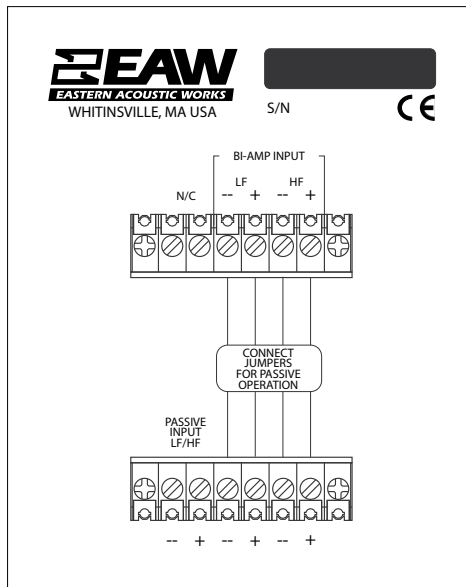 EAW
EASTERN ACOUSTIC WORKS
WHITINSVILLE, MA USA
S/N
CE
BI-AMP INPUT
LF HF
N/C
-- + -- +
CONNECT
JUMPERS
FOR PASSIVE
OPERATION
PASSIVE
INPUT
LF/HF
-- + -- + -- +